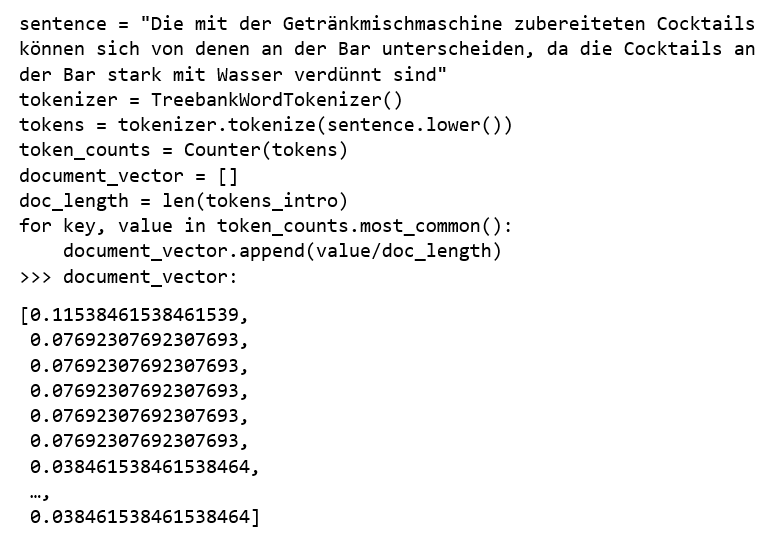 sentence = "Die mit der Getränkmischmaschine zubereiteten Cocktails
können sich von denen an der Bar unterscheiden, da die Cocktails an
der Bar stark mit Wasser verdünnt sind"
tokenizer = TreebankWordTokenizer()
tokens = tokenizer.tokenize(sentence.lower())
token_counts = Counter(tokens)
document_vector = []
doc_length = len(tokens_intro)
for key, value in token_counts.most_common():
    document_vector.append(value/doc_length)
>>> document_vector:
[0.11538461538461539,
 0.07692307692307693,
 0.07692307692307693,
 0.07692307692307693,
 0.07692307692307693,
 0.07692307692307693,
 0.038461538461538464,
 …,
 0.038461538461538464]